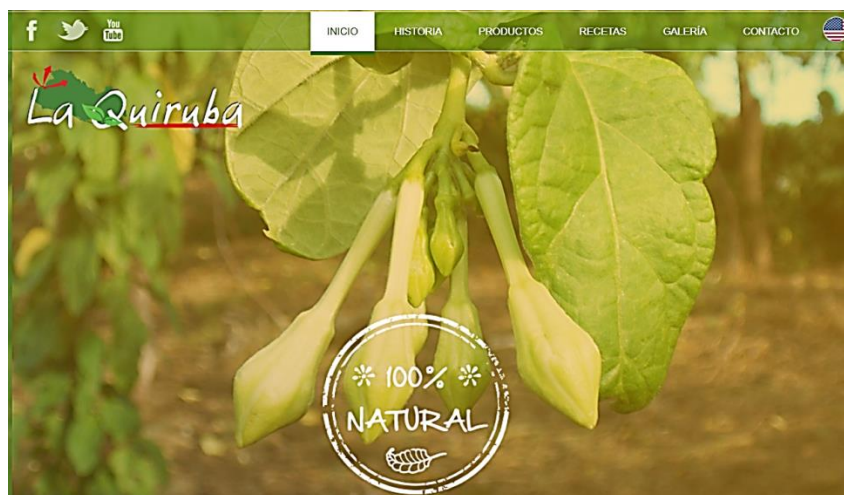 f You Tube INICIO HISTORIA PRODUCTOS RECETAS GALERÍA CONTACTO
La Quiruba
100%
NATURAL